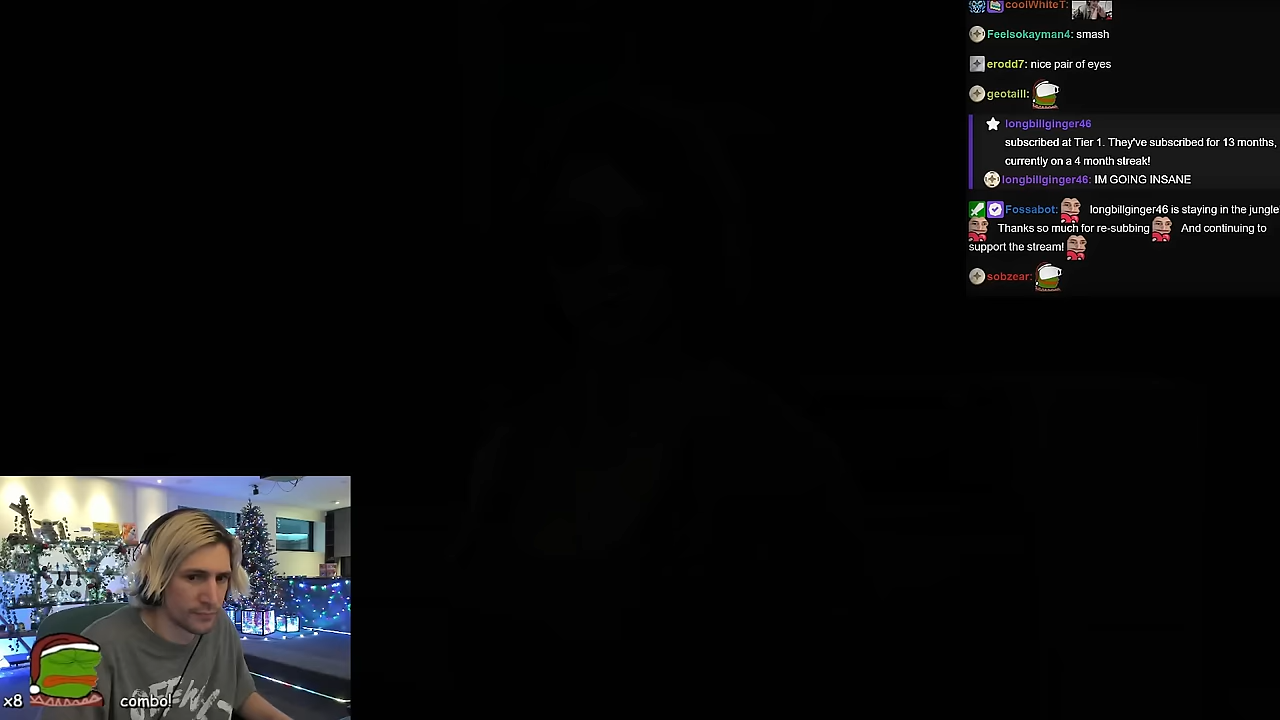 coolWhiteT:
Feelsokayman4: smash
erodd7: nice pair of eyes
geotaill:
longbillginger46
subscribed at Tier 1. They've subscribed for 13 months,
currently on a 4 month streak!
longbillginger46: IM GOING INSANE
Fossabot: longbillginger46 is staying in the jungle
Thanks so much for re-subbing And continuing to
support the stream!
sobzear:
x8 combo!